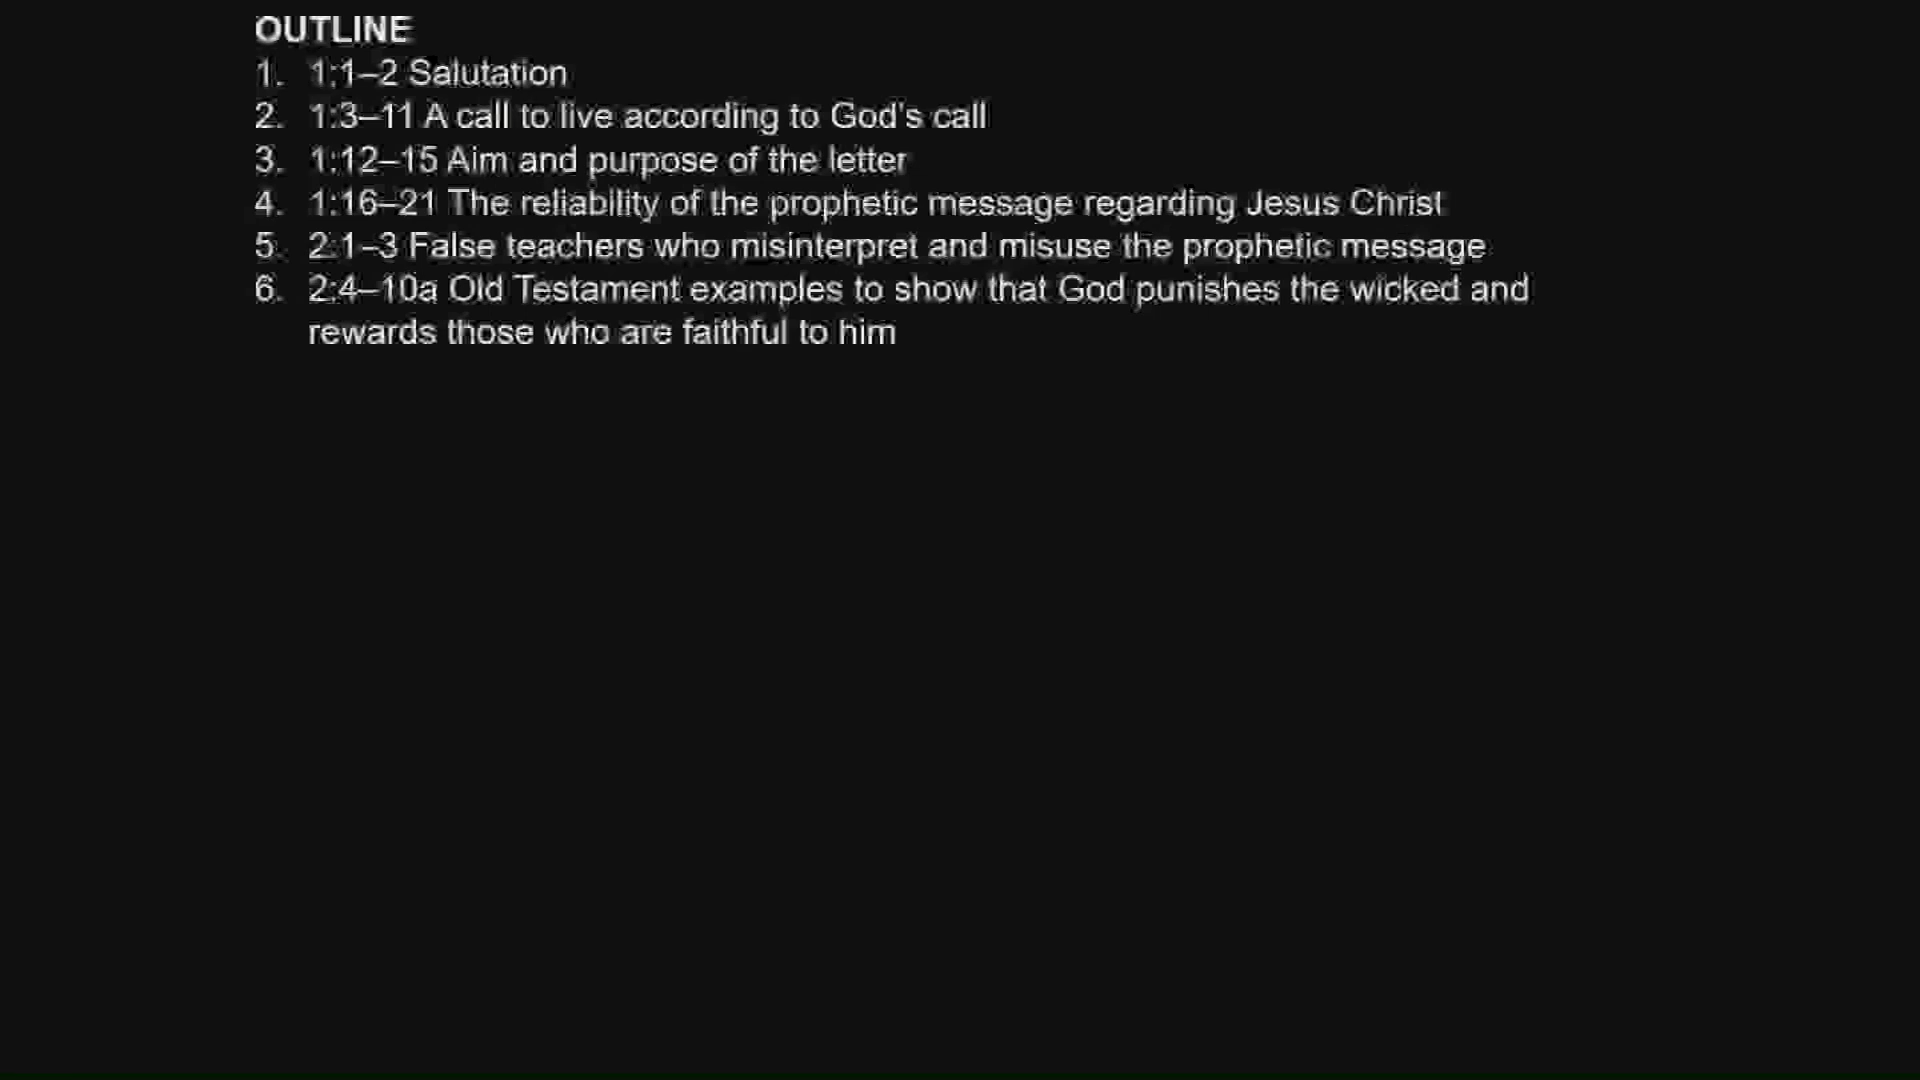 OUTLINE
1. 1:1–2 Salutation
2. 1:3–11 A call to live according to God's call
3. 1:12–15 Aim and purpose of the letter
4. 1:16–21 The reliability of the prophetic message regarding Jesus Christ
5. 2:1–3 False teachers who misinterpret and misuse the prophetic message
6. 2:4–10a Old Testament examples to show that God punishes the wicked and
rewards those who are faithful to him